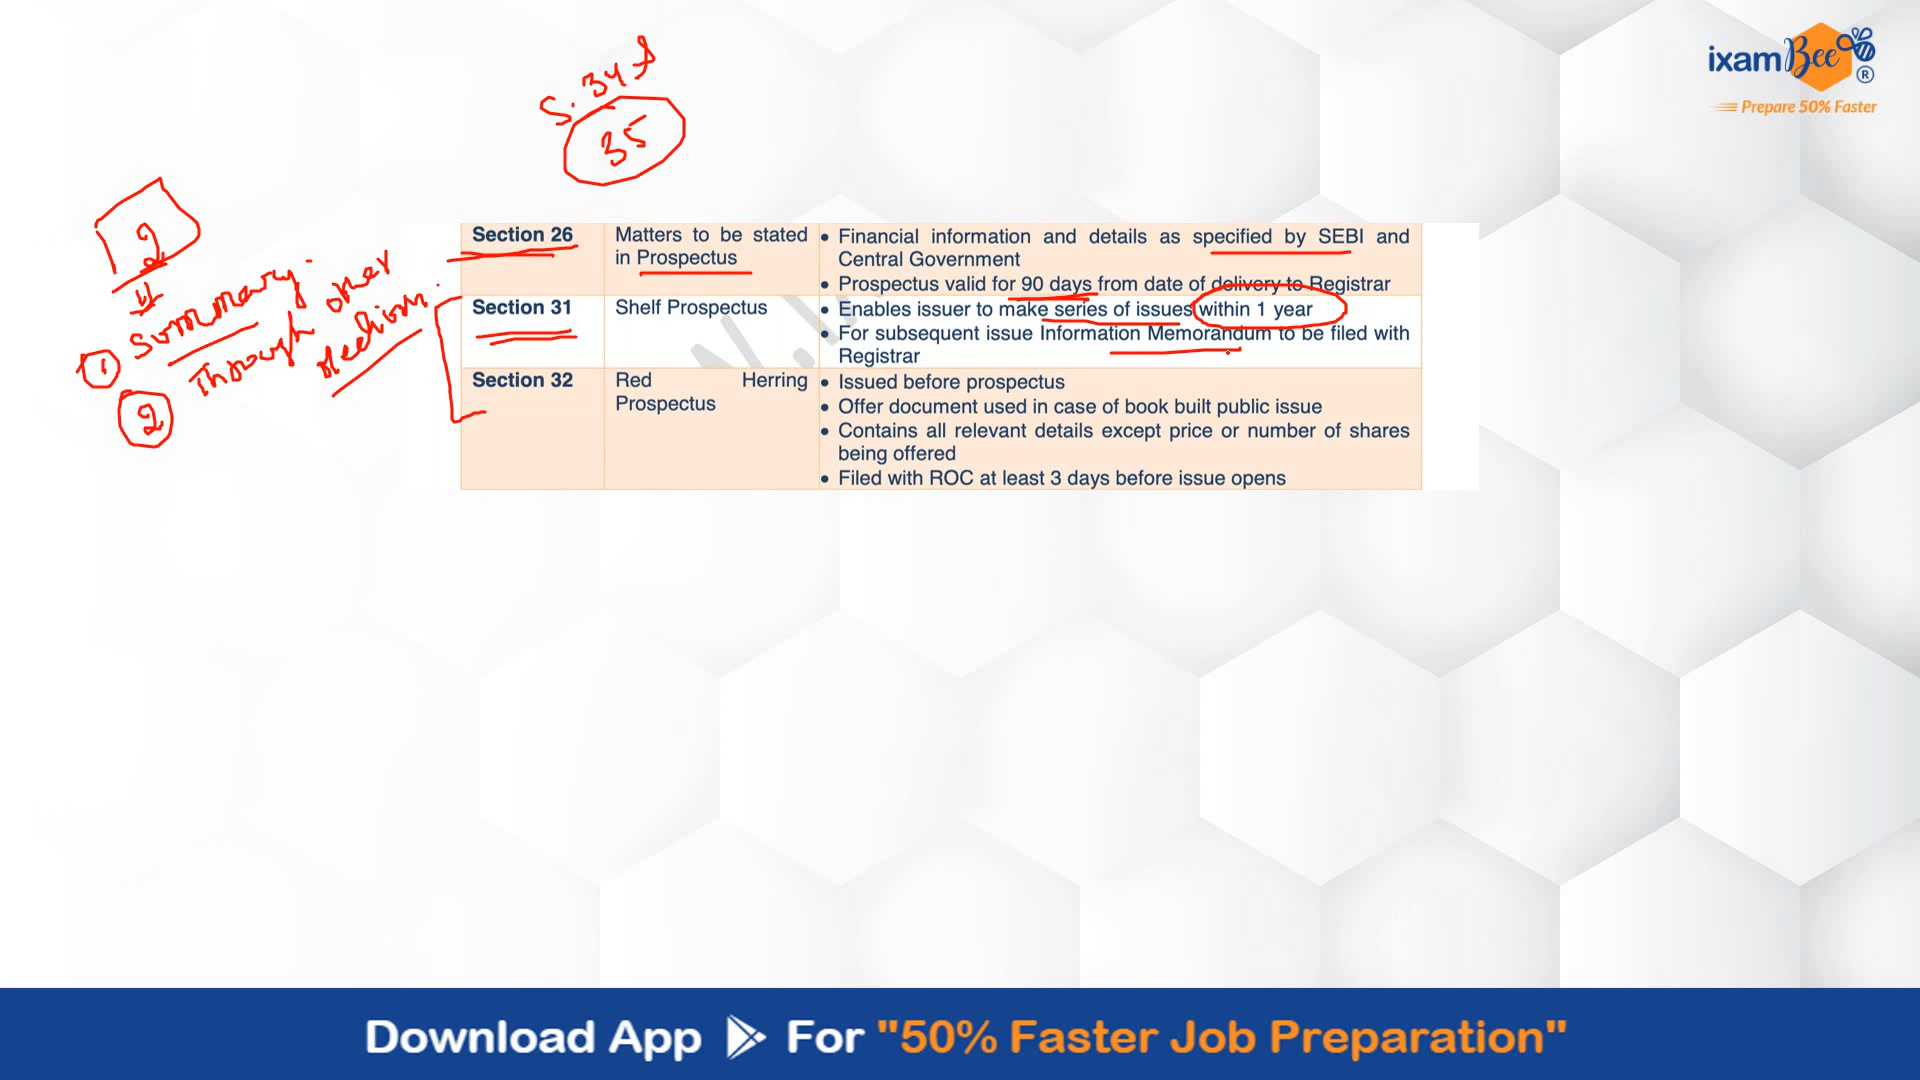 S. 34 &
35
ixamBee
®
Prepare 50% Faster
2
Summary.
① Through other
② Section.
Section 26
Matters to be stated
in Prospectus
• Financial information and details as specified by SEBI and
Central Government
• Prospectus valid for 90 days from date of delivery to Registrar
Section 31
Shelf Prospectus
• Enables issuer to make series of issues within 1 year
• For subsequent issue Information Memorandum to be filed with
Registrar
Section 32
Red Herring
Prospectus
• Issued before prospectus
• Offer document used in case of book built public issue
• Contains all relevant details except price or number of shares
being offered
• Filed with ROC at least 3 days before issue opens
Download App For "50% Faster Job Preparation"